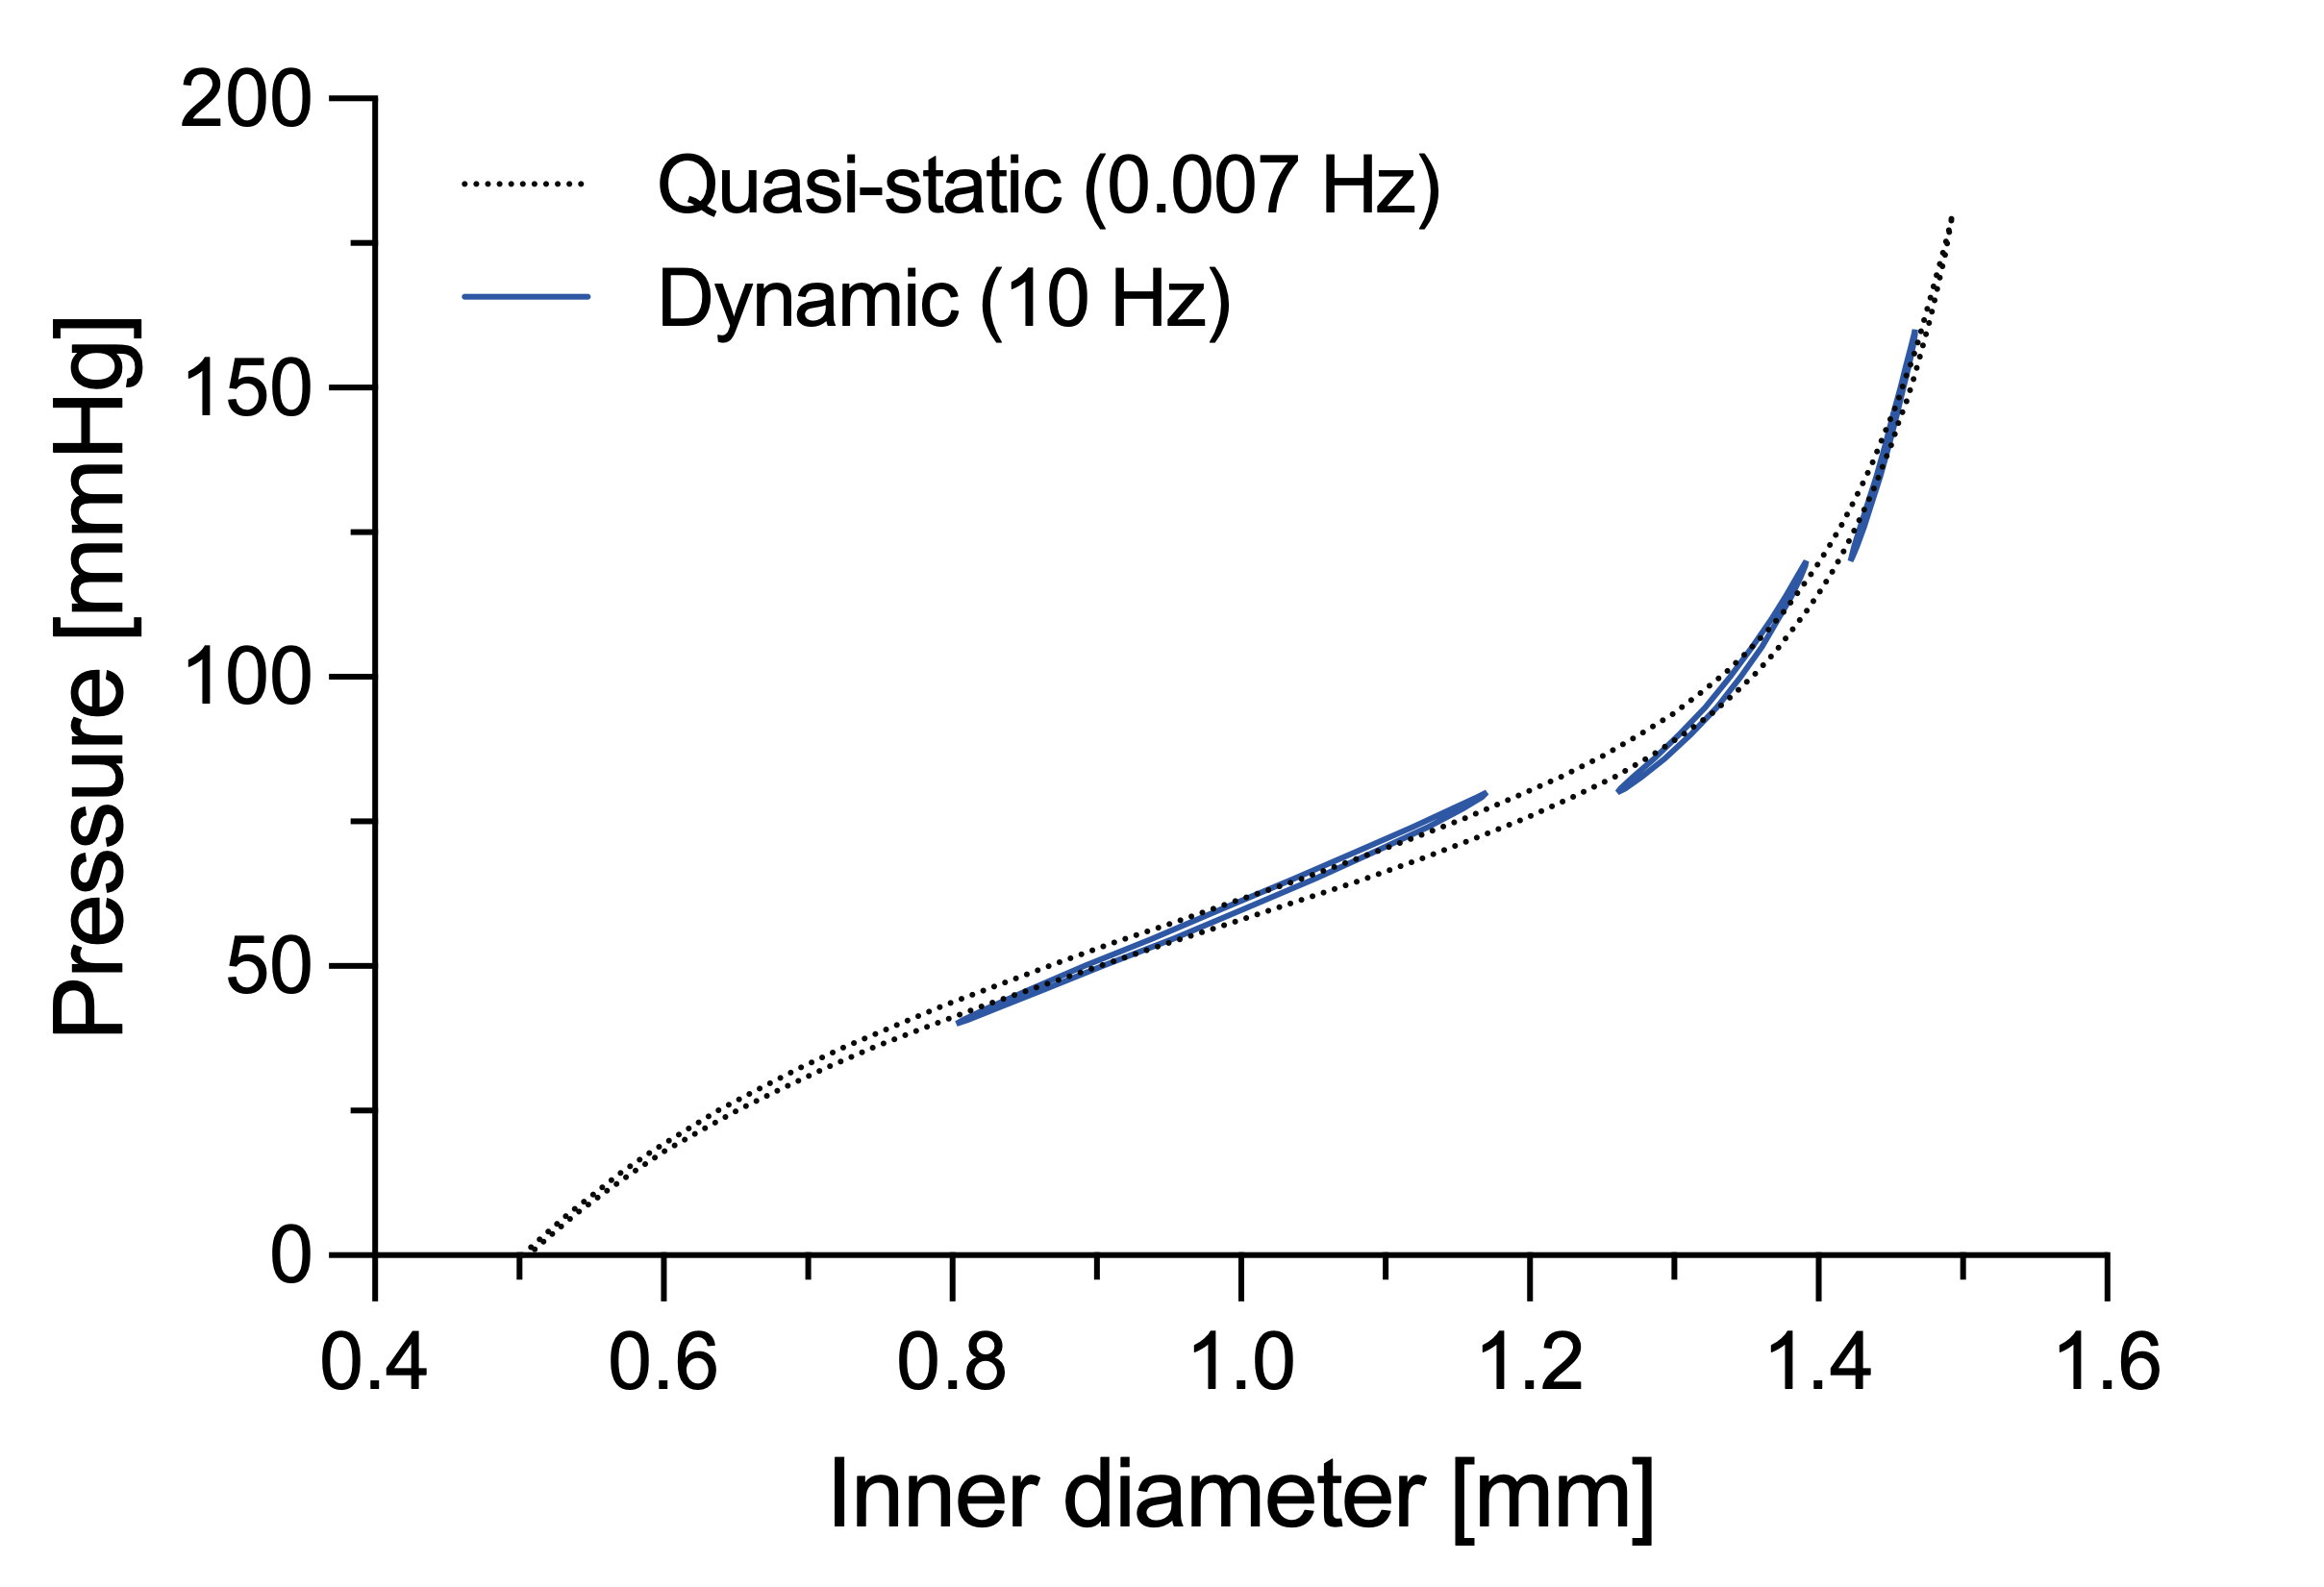 200
Quasi-static (0.007 Hz)
Dynamic (10 Hz)
150
100
50
0
Pressure [mmHg]
0.4 0.6 0.8 1.0 1.2 1.4 1.6
Inner diameter [mm]